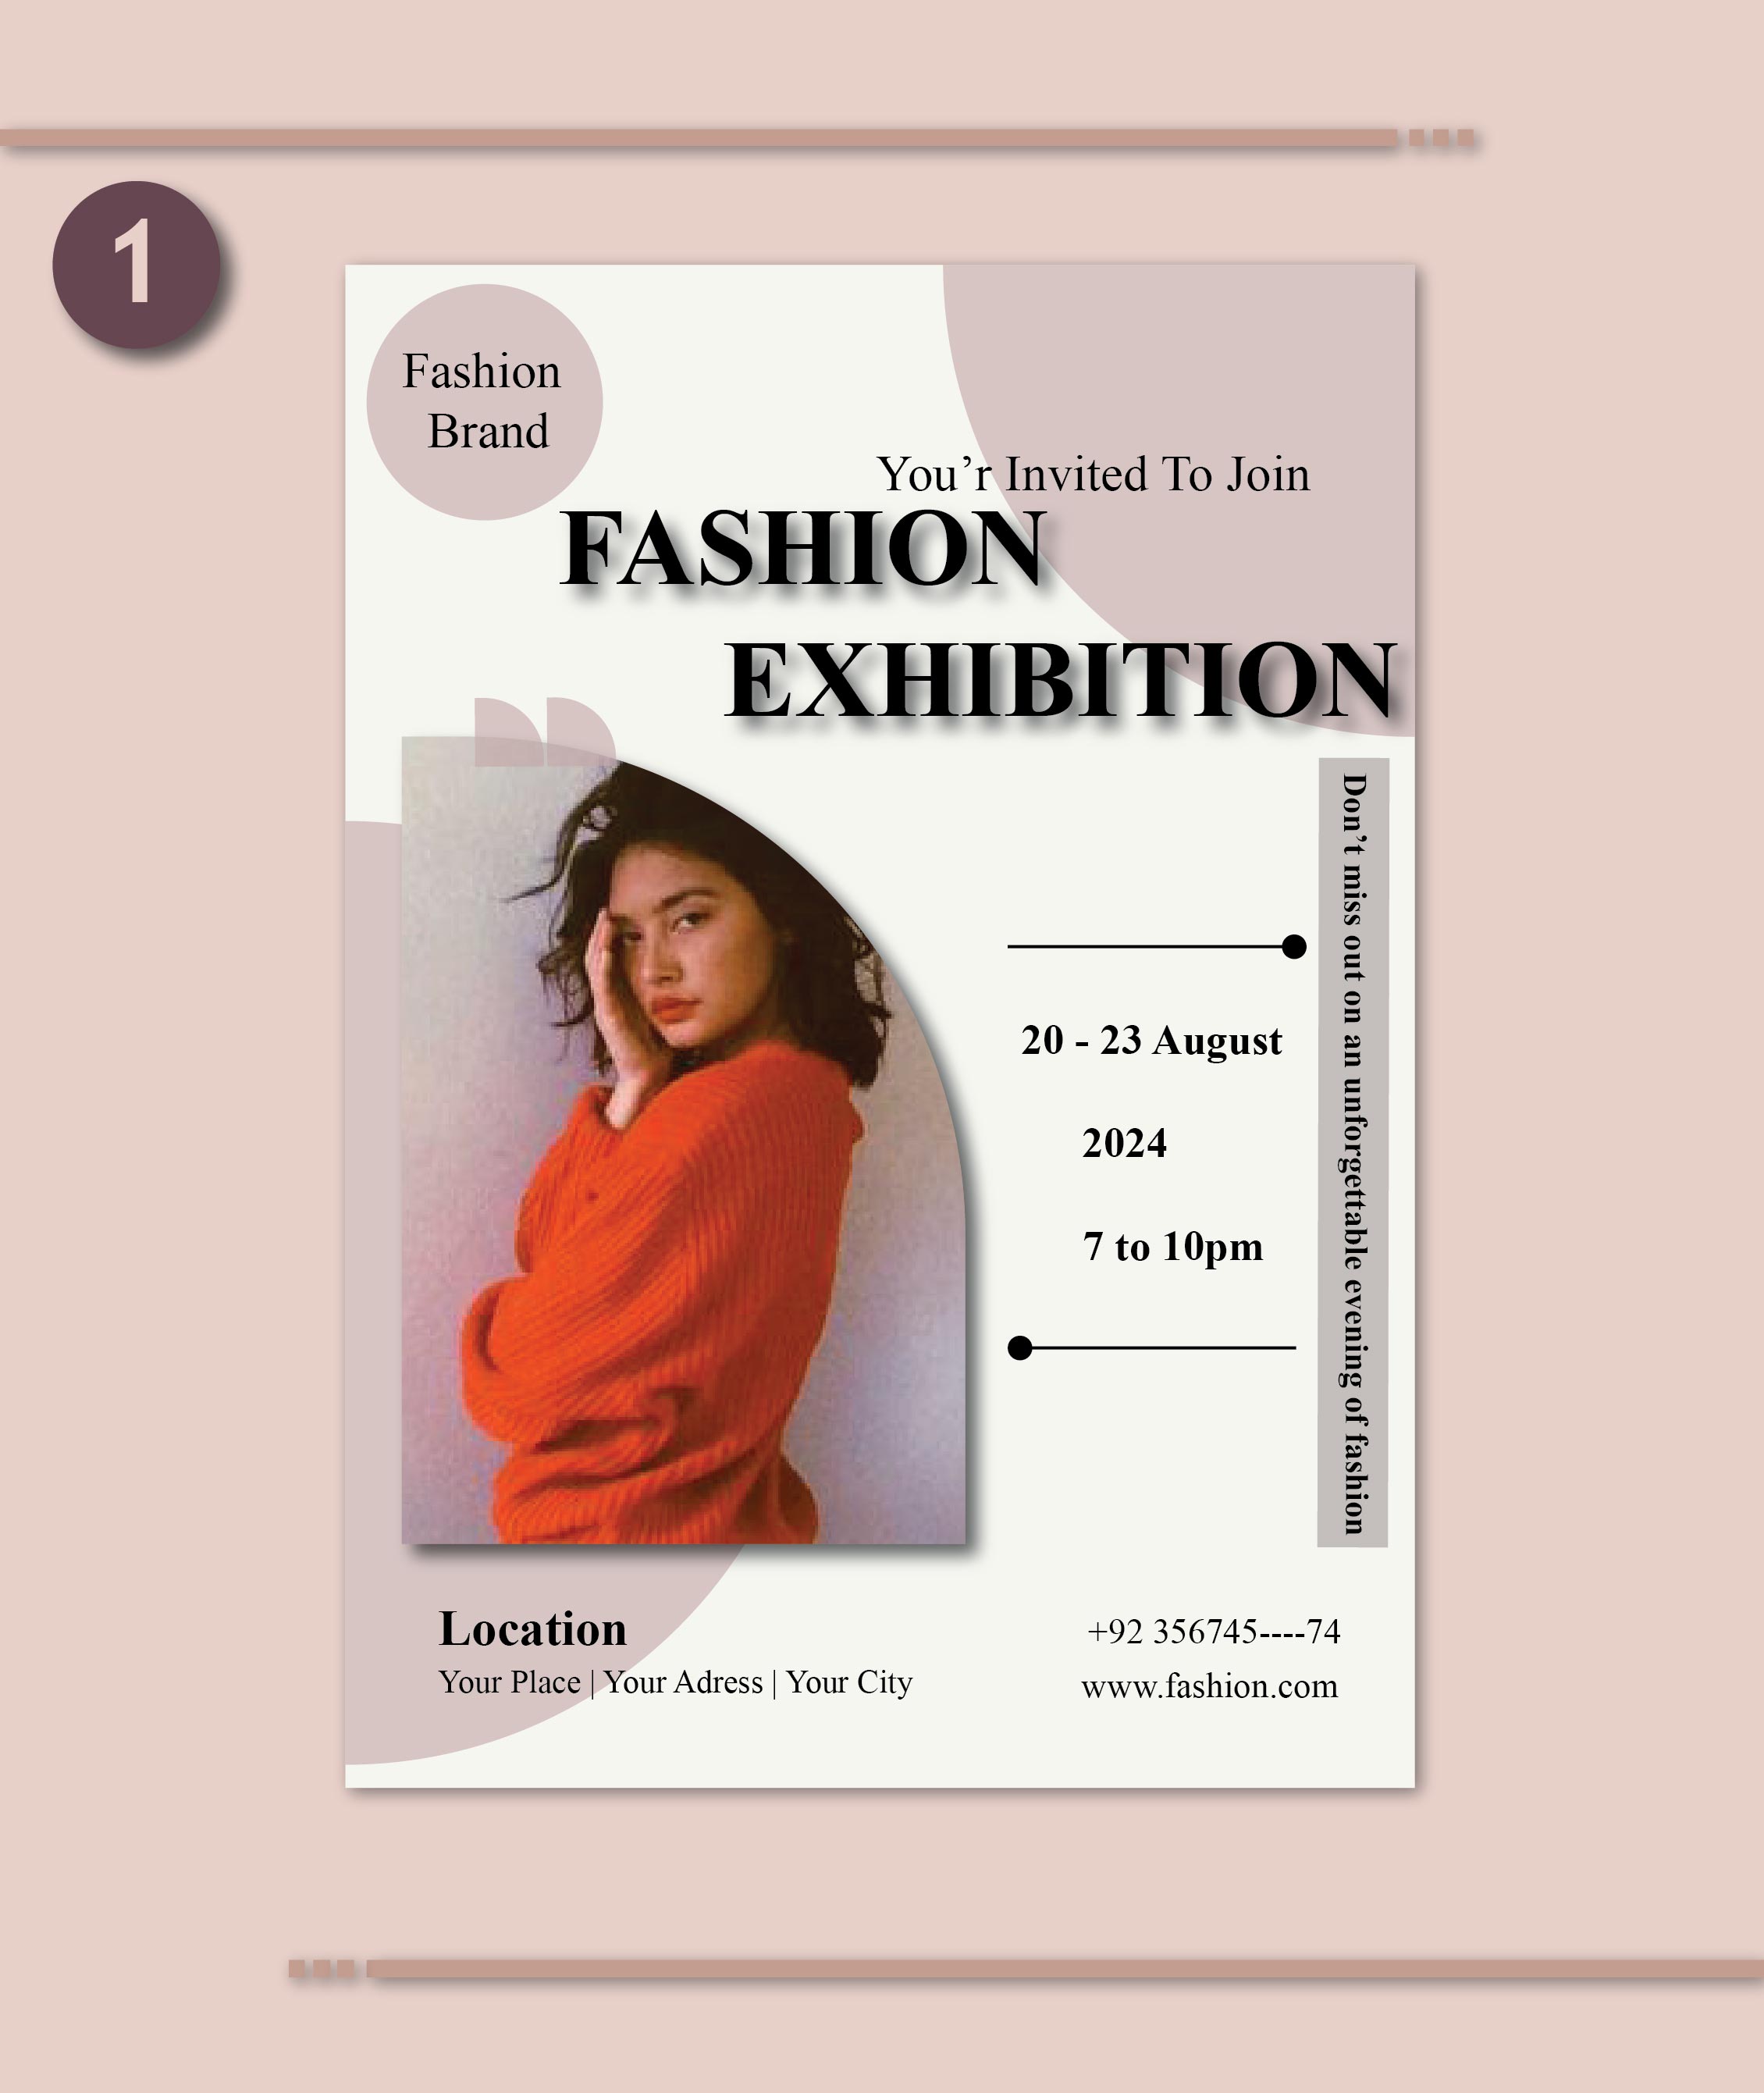 1
Fashion
Brand
You’r Invited To Join
FASHION
EXHIBITION
Don’t miss out on an unforgettable evening of fashion
20 - 23 August
2024
7 to 10pm
Location
Your Place | Your Adress | Your City
+92 356745----74
www.fashion.com